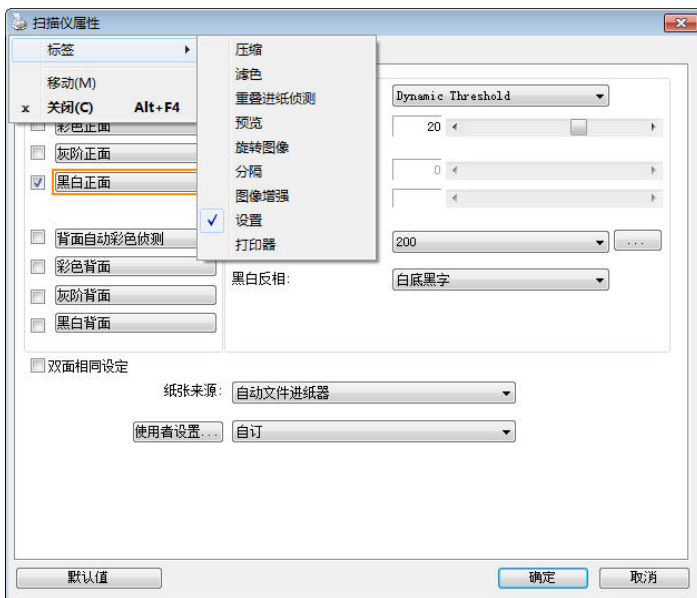 扫描仪属性
标签
移动(M)
x 关闭(C) Alt+F4
压缩
滤色
重叠进纸侦测
预览
旋转图像
分隔
图像增强
设置
打印器
彩色正面
灰阶正面
黑白正面
背面自动彩色侦测
彩色背面
灰阶背面
黑白背面
Dynamic Threshold
20
0
200
...
黑白反相: 白底黑字
双面相同设定
纸张来源: 自动文件进纸器
使用者设置... 自订
默认值 确定 取消